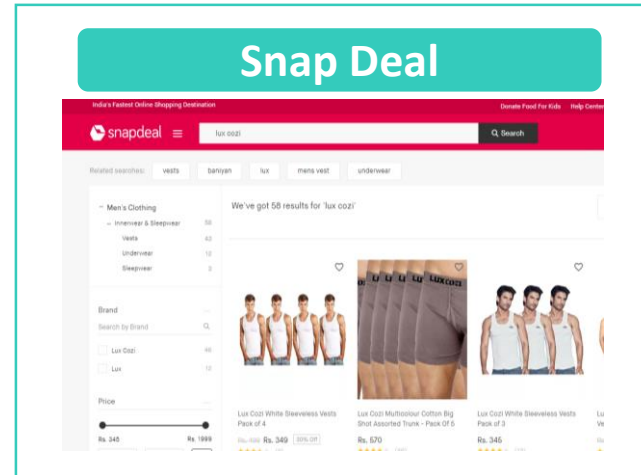 Snap Deal
India's Fastest Online Shopping Destination
Donate Food For Kids Help Center
snapdeal
lux cozi
Search
Related searches: vests baniyan lux mens vest underwear
Men's Clothing
We've got 58 results for 'lux cozi'
Innerwear & Sleepwear 58
Vests
Underwear 12
Sleepwear
Brand
Search by Brand
Lux Cozi 46
Lux 12
Price
Rs. 345 Rs. 1999
LUX COZI
Lux Cozi White Sleeveless Vests
Pack of 4
Rs. 349 30% Off
Lux Cozi Multicolour Cotton Big
Shot Assorted Trunk - Pack Of 5
Rs. 570
Lux Cozi White Sleeveless Vests
Pack of 3
Rs. 345